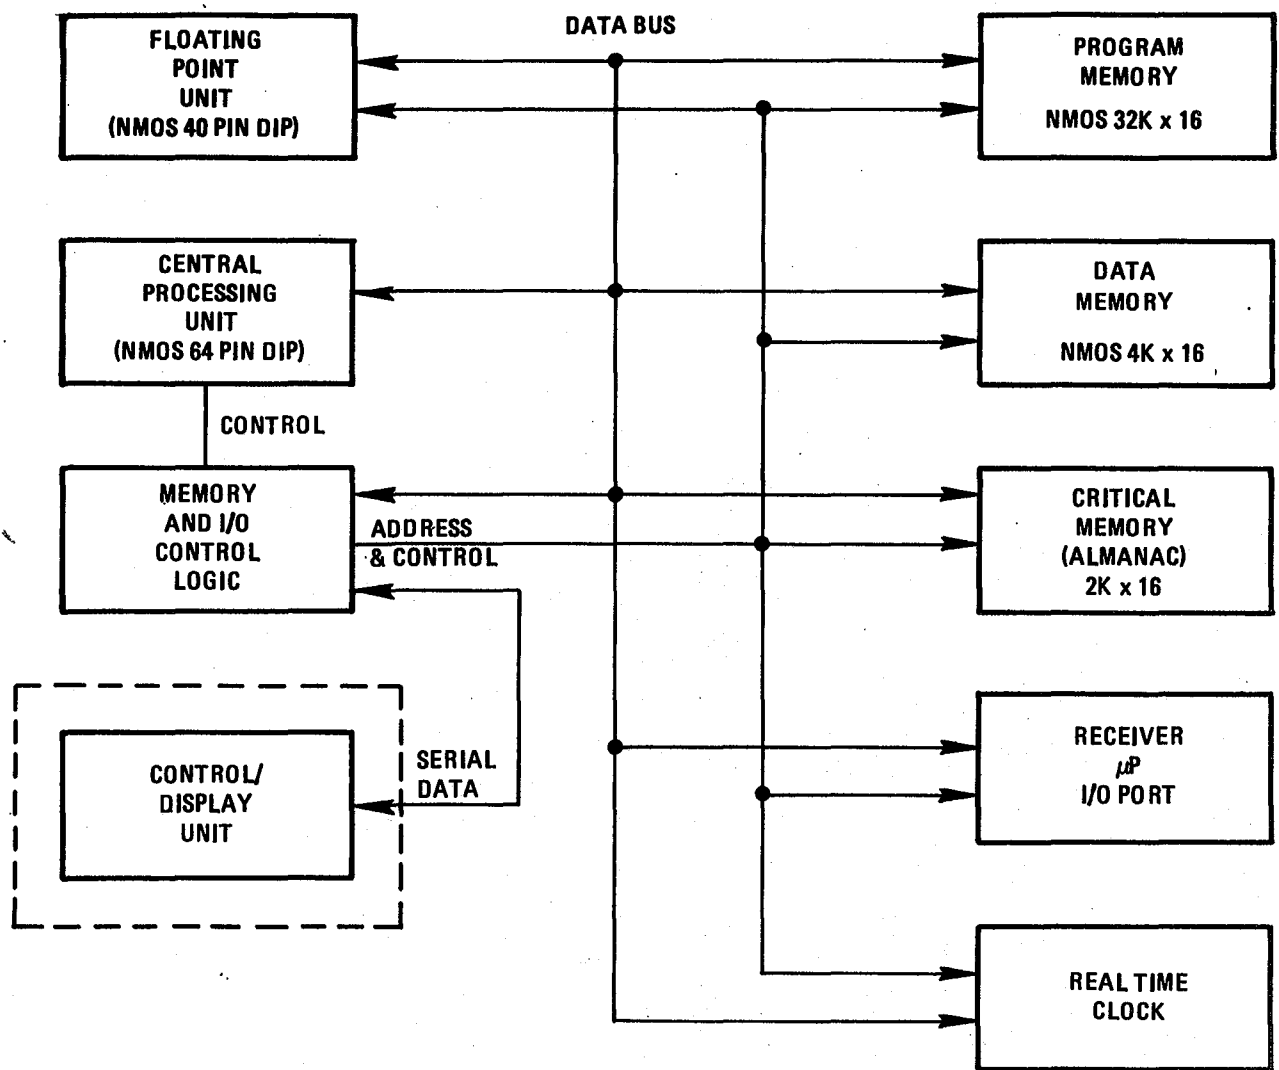 DATA BUS
FLOATING
POINT
UNIT
(NMOS 40 PIN DIP)
PROGRAM
MEMORY
NMOS 32K x 16
CENTRAL
PROCESSING
UNIT
(NMOS 64 PIN DIP)
DATA
MEMORY
NMOS 4K x 16
CONTROL
MEMORY
AND I/O
CONTROL
LOGIC
ADDRESS
& CONTROL
CRITICAL
MEMORY
(ALMANAC)
2K x 16
CONTROL/
DISPLAY
UNIT
SERIAL
DATA
RECEIVER
μP
I/O PORT
REAL TIME
CLOCK